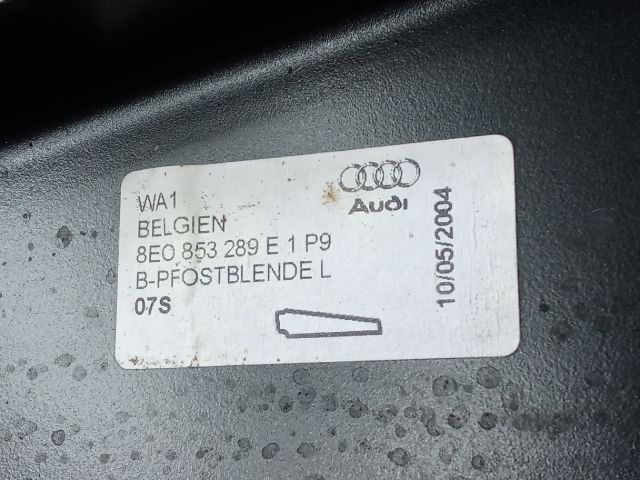 WA1
BELGIEN
8E0 853 289 E 1 P9
B-PFOSTBLENDE L
07S
Audi
10/05/2004